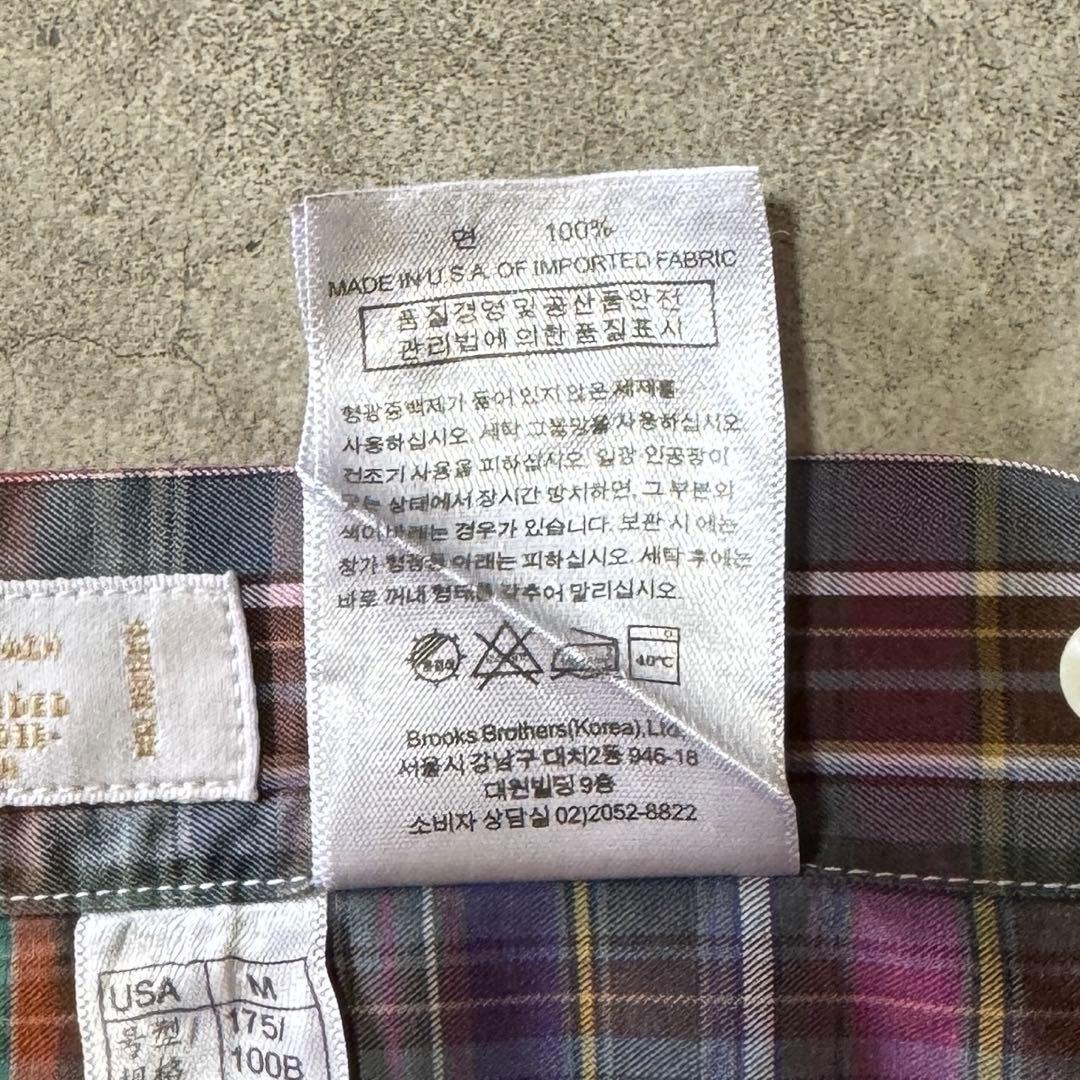 면 100%
MADE IN U.S.A. OF IMPORTED FABRIC
품질경영 및 공산품안전
관리법에 의한 품질표시
형광증백제가 들어 있지 않은 세제를
사용하십시오. 세탁 그물망을 사용하십시오.
건조기 사용을 피하십시오. 일광 인공광이
상태에서 장시간 방치하면, 그 부분의
색이 바래는 경우가 있습니다. 보관 시 에는
형광등 아래는 피하십시오. 세탁 후에는
바로 꺼내 형태를 갖추어 말리십시오.
40°C
Brooks Brothers(Korea),Ltd.
서울시 강남구 대치2동 946-18
대원빌딩 9층
소비자 상담실 02)2052-8822
USA M
号型 175/
规格 100B